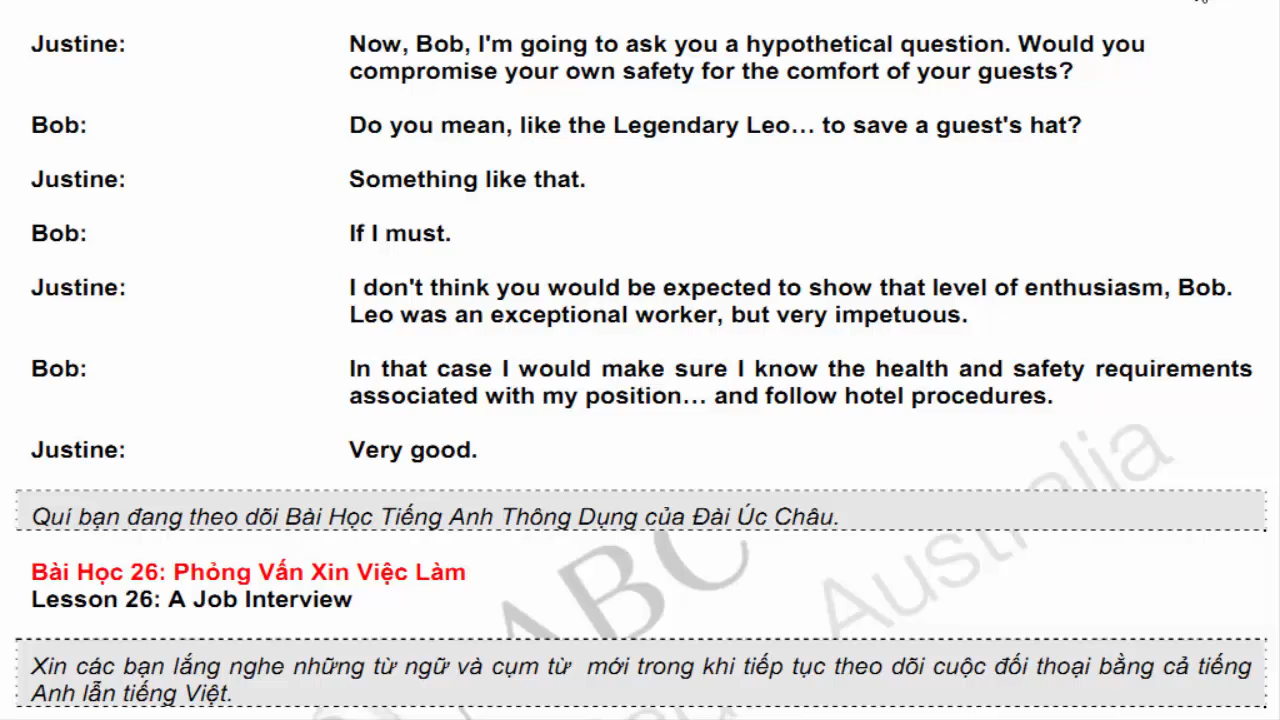 Justine: Now, Bob, I'm going to ask you a hypothetical question. Would you
compromise your own safety for the comfort of your guests?
Bob: Do you mean, like the Legendary Leo… to save a guest's hat?
Justine: Something like that.
Bob: If I must.
Justine: I don't think you would be expected to show that level of enthusiasm, Bob.
Leo was an exceptional worker, but very impetuous.
Bob: In that case I would make sure I know the health and safety requirements
associated with my position… and follow hotel procedures.
Justine: Very good.
Quí bạn đang theo dõi Bài Học Tiếng Anh Thông Dụng của Đài Úc Châu.
Bài Học 26: Phỏng Vấn Xin Việc Làm
Lesson 26: A Job Interview
Xin các bạn lắng nghe những từ ngữ và cụm từ  mới trong khi tiếp tục theo dõi cuộc đối thoại bằng cả tiếng
Anh lẫn tiếng Việt.
ABC
Australia